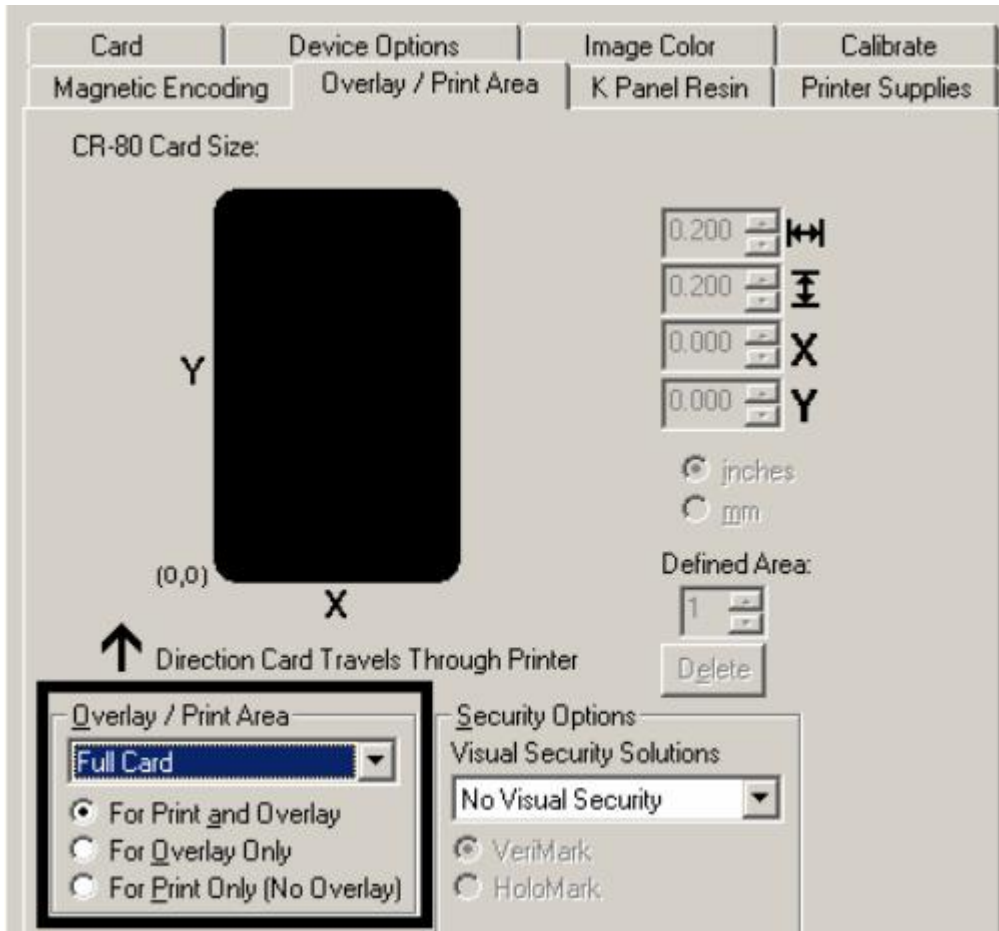 Card Device Options Image Color Calibrate
Magnetic Encoding Overlay / Print Area K Panel Resin Printer Supplies
CR-80 Card Size:
0.200
0.200
0.000 X
Y
0.000 Y
inches
mm
(0,0)
X
Defined Area:
1
Direction Card Travels Through Printer
Delete
Overlay / Print Area
Full Card
For Print and Overlay
For Overlay Only
For Print Only (No Overlay)
Security Options
Visual Security Solutions
No Visual Security
VeriMark
HoloMark